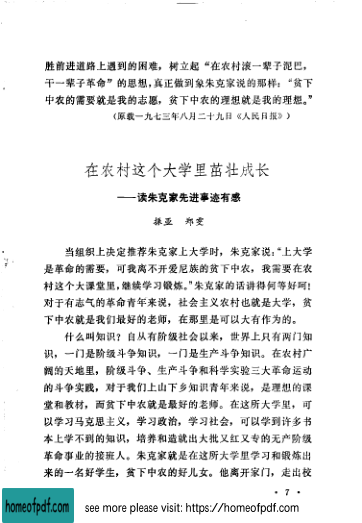 胜前进道路上遇到的困难，树立起“在农村滚一辈子泥巴，
干一辈子革命”的思想，真正做到象朱克家说的那样：“贫下
中农的需要就是我的志愿，贫下中农的理想就是我的理想。”
（原载一九七三年八月二十九日《人民日报》）
在农村这个大学里茁壮成长
——读朱克家先进事迹有感
当组织上决定推荐朱克家上大学时，朱克家说：“上大学
是革命的需要，可我离不开爱尼族的贫下中农，我需要在农
村这个大课堂里，继续学习锻炼。”朱克家的话讲得何等好呵！
对于有志气的革命青年来说，社会主义农村也就是大学，贫
下中农就是我们最好的老师，在那里是可以大有作为的。
什么叫知识？自从有阶级社会以来，世界上只有两门知
识，一门是阶级斗争知识，一门是生产斗争知识。在农村广
阔的天地里，阶级斗争、生产斗争和科学实验三大革命运动
的斗争实践，对于我们上山下乡知识青年来说，是理想的课
堂和教材，而贫下中农就是最好的老师。在这所大学里，可
以学习马克思主义，学习政治，学习社会，可以学到许多书
本上学不到的知识，培养和造就出大批又红又专的无产阶级
革命事业的接班人。朱克家就是在这所大学里学习和锻炼出
来的一名好学生，贫下中农的好儿女。他离开家门，走出校
· 7 ·
homeofpdf.com
see more please visit: https://homeofpdf.com